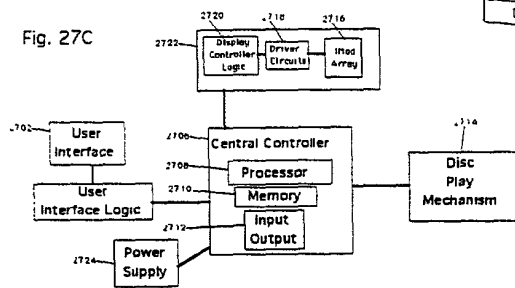 Fig. 27C
2720
2718
2716
2722
Display
Controller
Logic
Driver
Circuits
IMod
Array
2702
User
Interface
2706
Central Controller
2708
Processor
2710
Memory
2712
Input
Output
2714
Disc
Play
Mechanism
User
Interface Logic
2724
Power
Supply